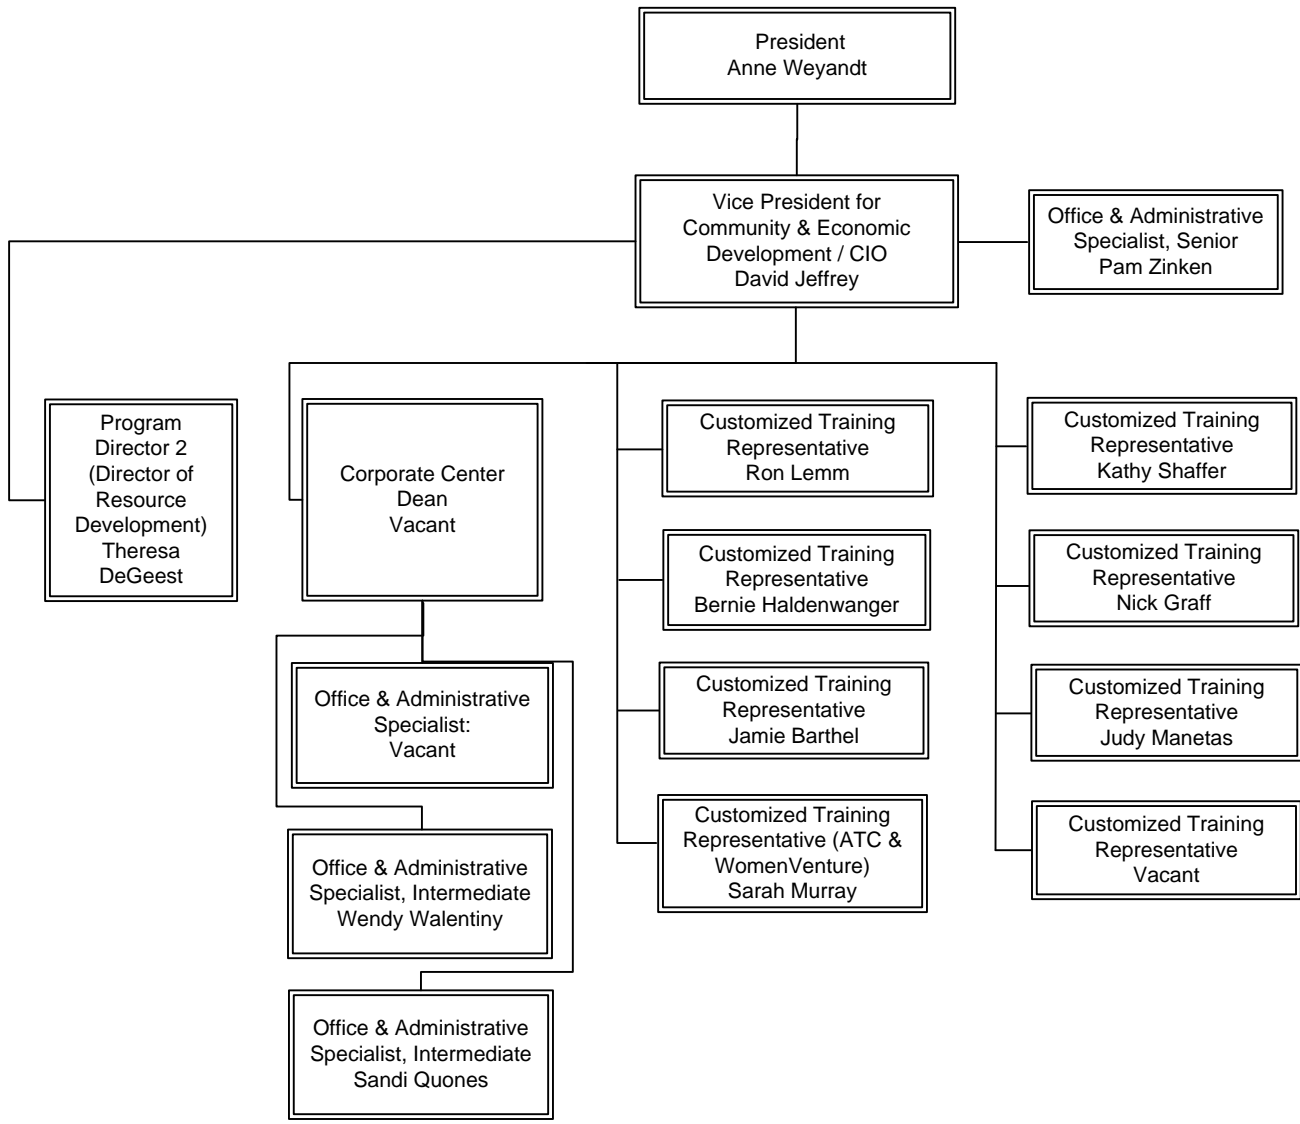 President
Anne Weyandt
Vice President for
Community & Economic
Development / CIO
David Jeffrey
Office & Administrative
Specialist, Senior
Pam Zinken
Program
Director 2
(Director of
Resource
Development)
Theresa
DeGeest
Corporate Center
Dean
Vacant
Office & Administrative
Specialist:
Vacant
Office & Administrative
Specialist, Intermediate
Wendy Walentiny
Office & Administrative
Specialist, Intermediate
Sandi Quones
Customized Training
Representative
Ron Lemm
Customized Training
Representative
Bernie Haldenwanger
Customized Training
Representative
Jamie Barthel
Customized Training
Representative (ATC &
WomenVenture)
Sarah Murray
Customized Training
Representative
Kathy Shaffer
Customized Training
Representative
Nick Graff
Customized Training
Representative
Judy Manetas
Customized Training
Representative
Vacant